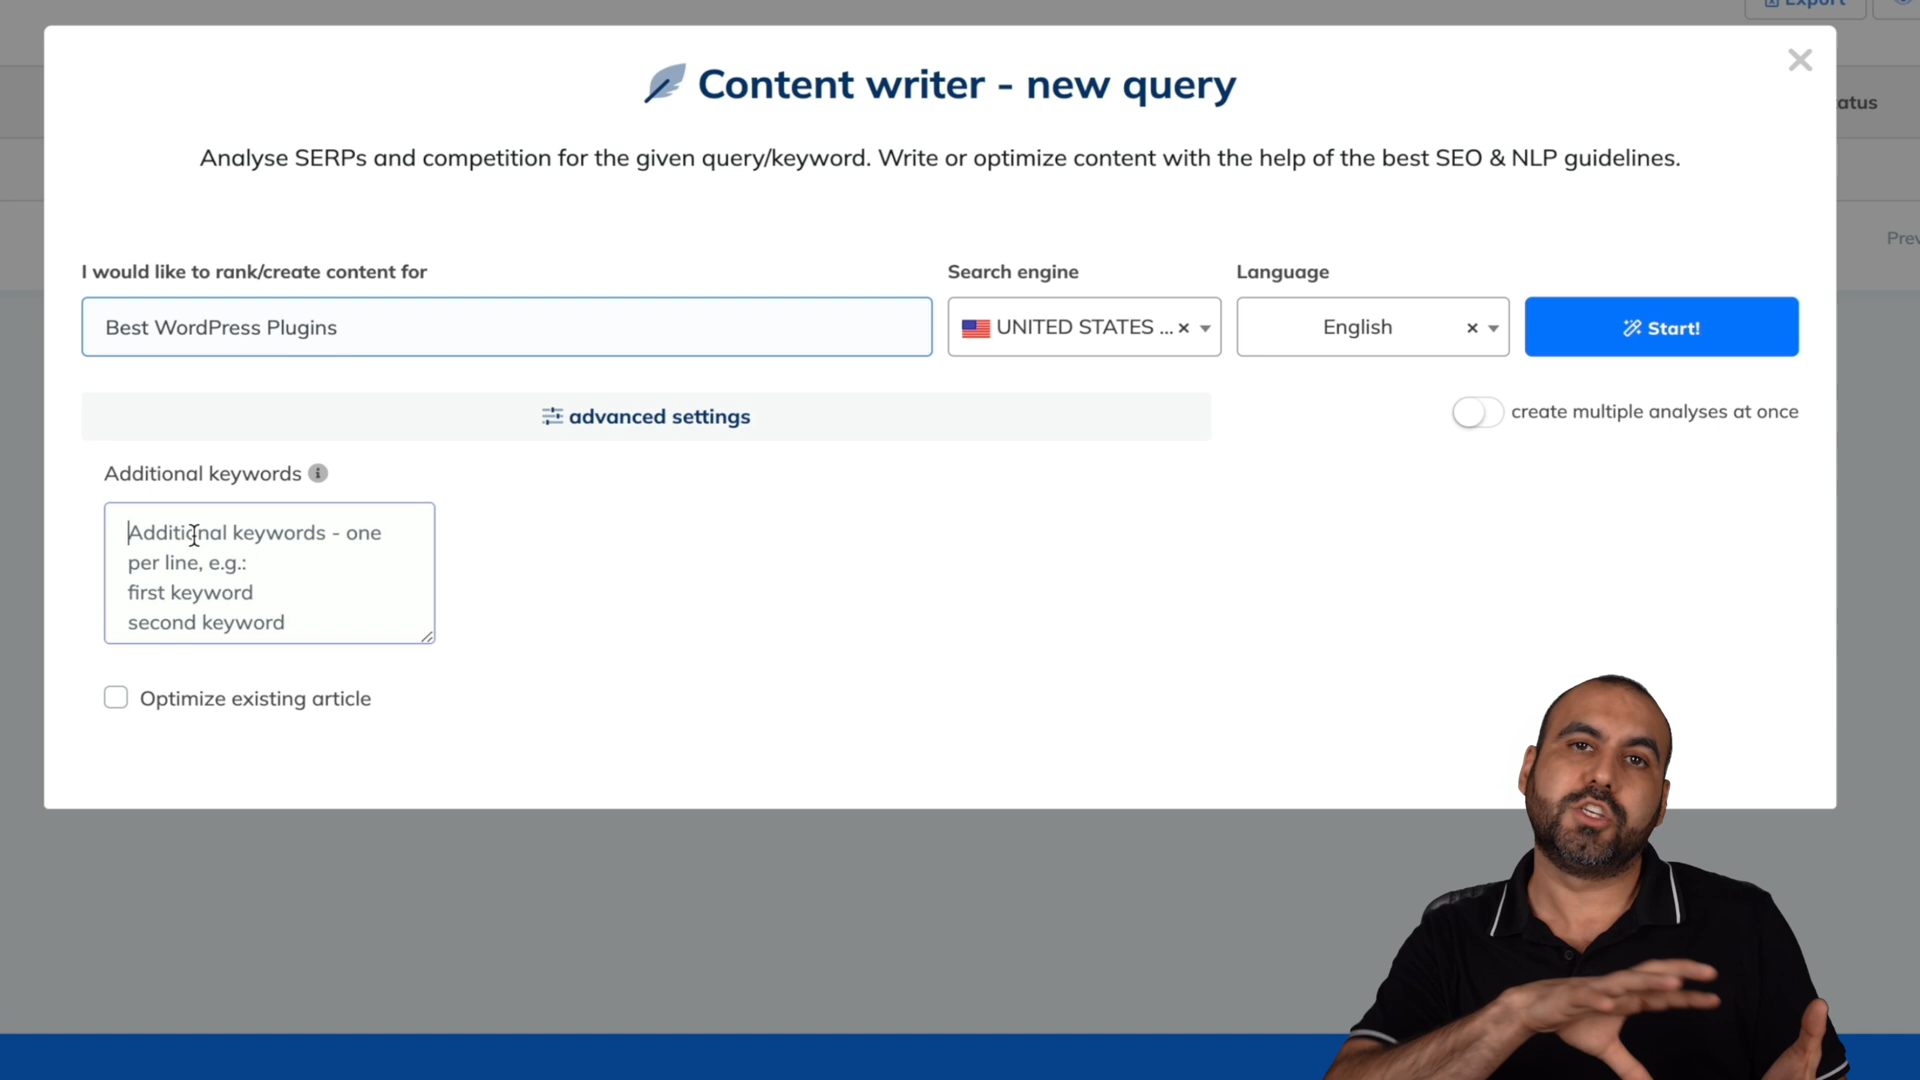 Export
Content writer - new query
atus
Analyse SERPs and competition for the given query/keyword. Write or optimize content with the help of the best SEO & NLP guidelines.
Prev
I would like to rank/create content for
Search engine
Language
Best WordPress Plugins
UNITED STATES ... ×
English ×
Start!
advanced settings
create multiple analyses at once
Additional keywords i
Additional keywords - one
per line, e.g.:
first keyword
second keyword
Optimize existing article